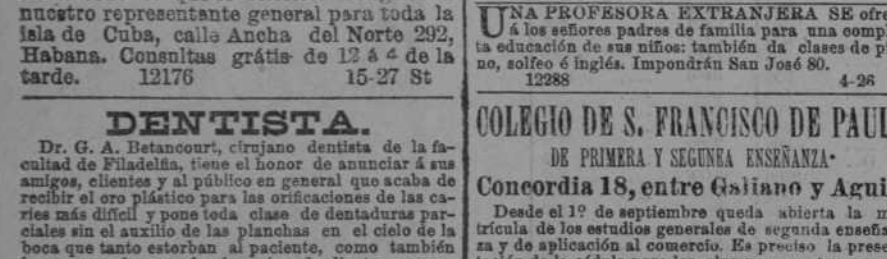 nuestro representante general para toda la
isla de Cuba, calle Ancha del Norte 292,
Habana. Consultas grátis de 12 á 4 de la
tarde. 12176 15-27 St
DENTISTA.
Dr. G. A. Betancourt, cirujano dentista de la fa-
cultad de Filadelfia, tiene el honor de anunciar á sus
amigos, clientes y al público en general que acaba de
recibir el oro plástico para las orificaciones de las ca-
ries más dificil y pone toda clase de dentaduras par-
ciales sin el auxilio de las planchas en el cielo de la
boca que tanto estorban al paciente, como también
UNA PROFESORA EXTRANJERA SE ofre
á los señores padres de familia para una comp
ta educación de sus niños: también da clases de p
no, solfeo é inglés. Impondrán San José 80.
12288 4-26
COLEGIO DE S. FRANCISCO DE PAU
DE PRIMERA Y SEGUNEA ENSEÑANZA.
Concordia 18, entre Galiano y Agui
Desde el 1º de septiembre queda abierta la m
trícula de los estudios generales de segunda enseña
za y de aplicación al comercio. Es preciso la prese